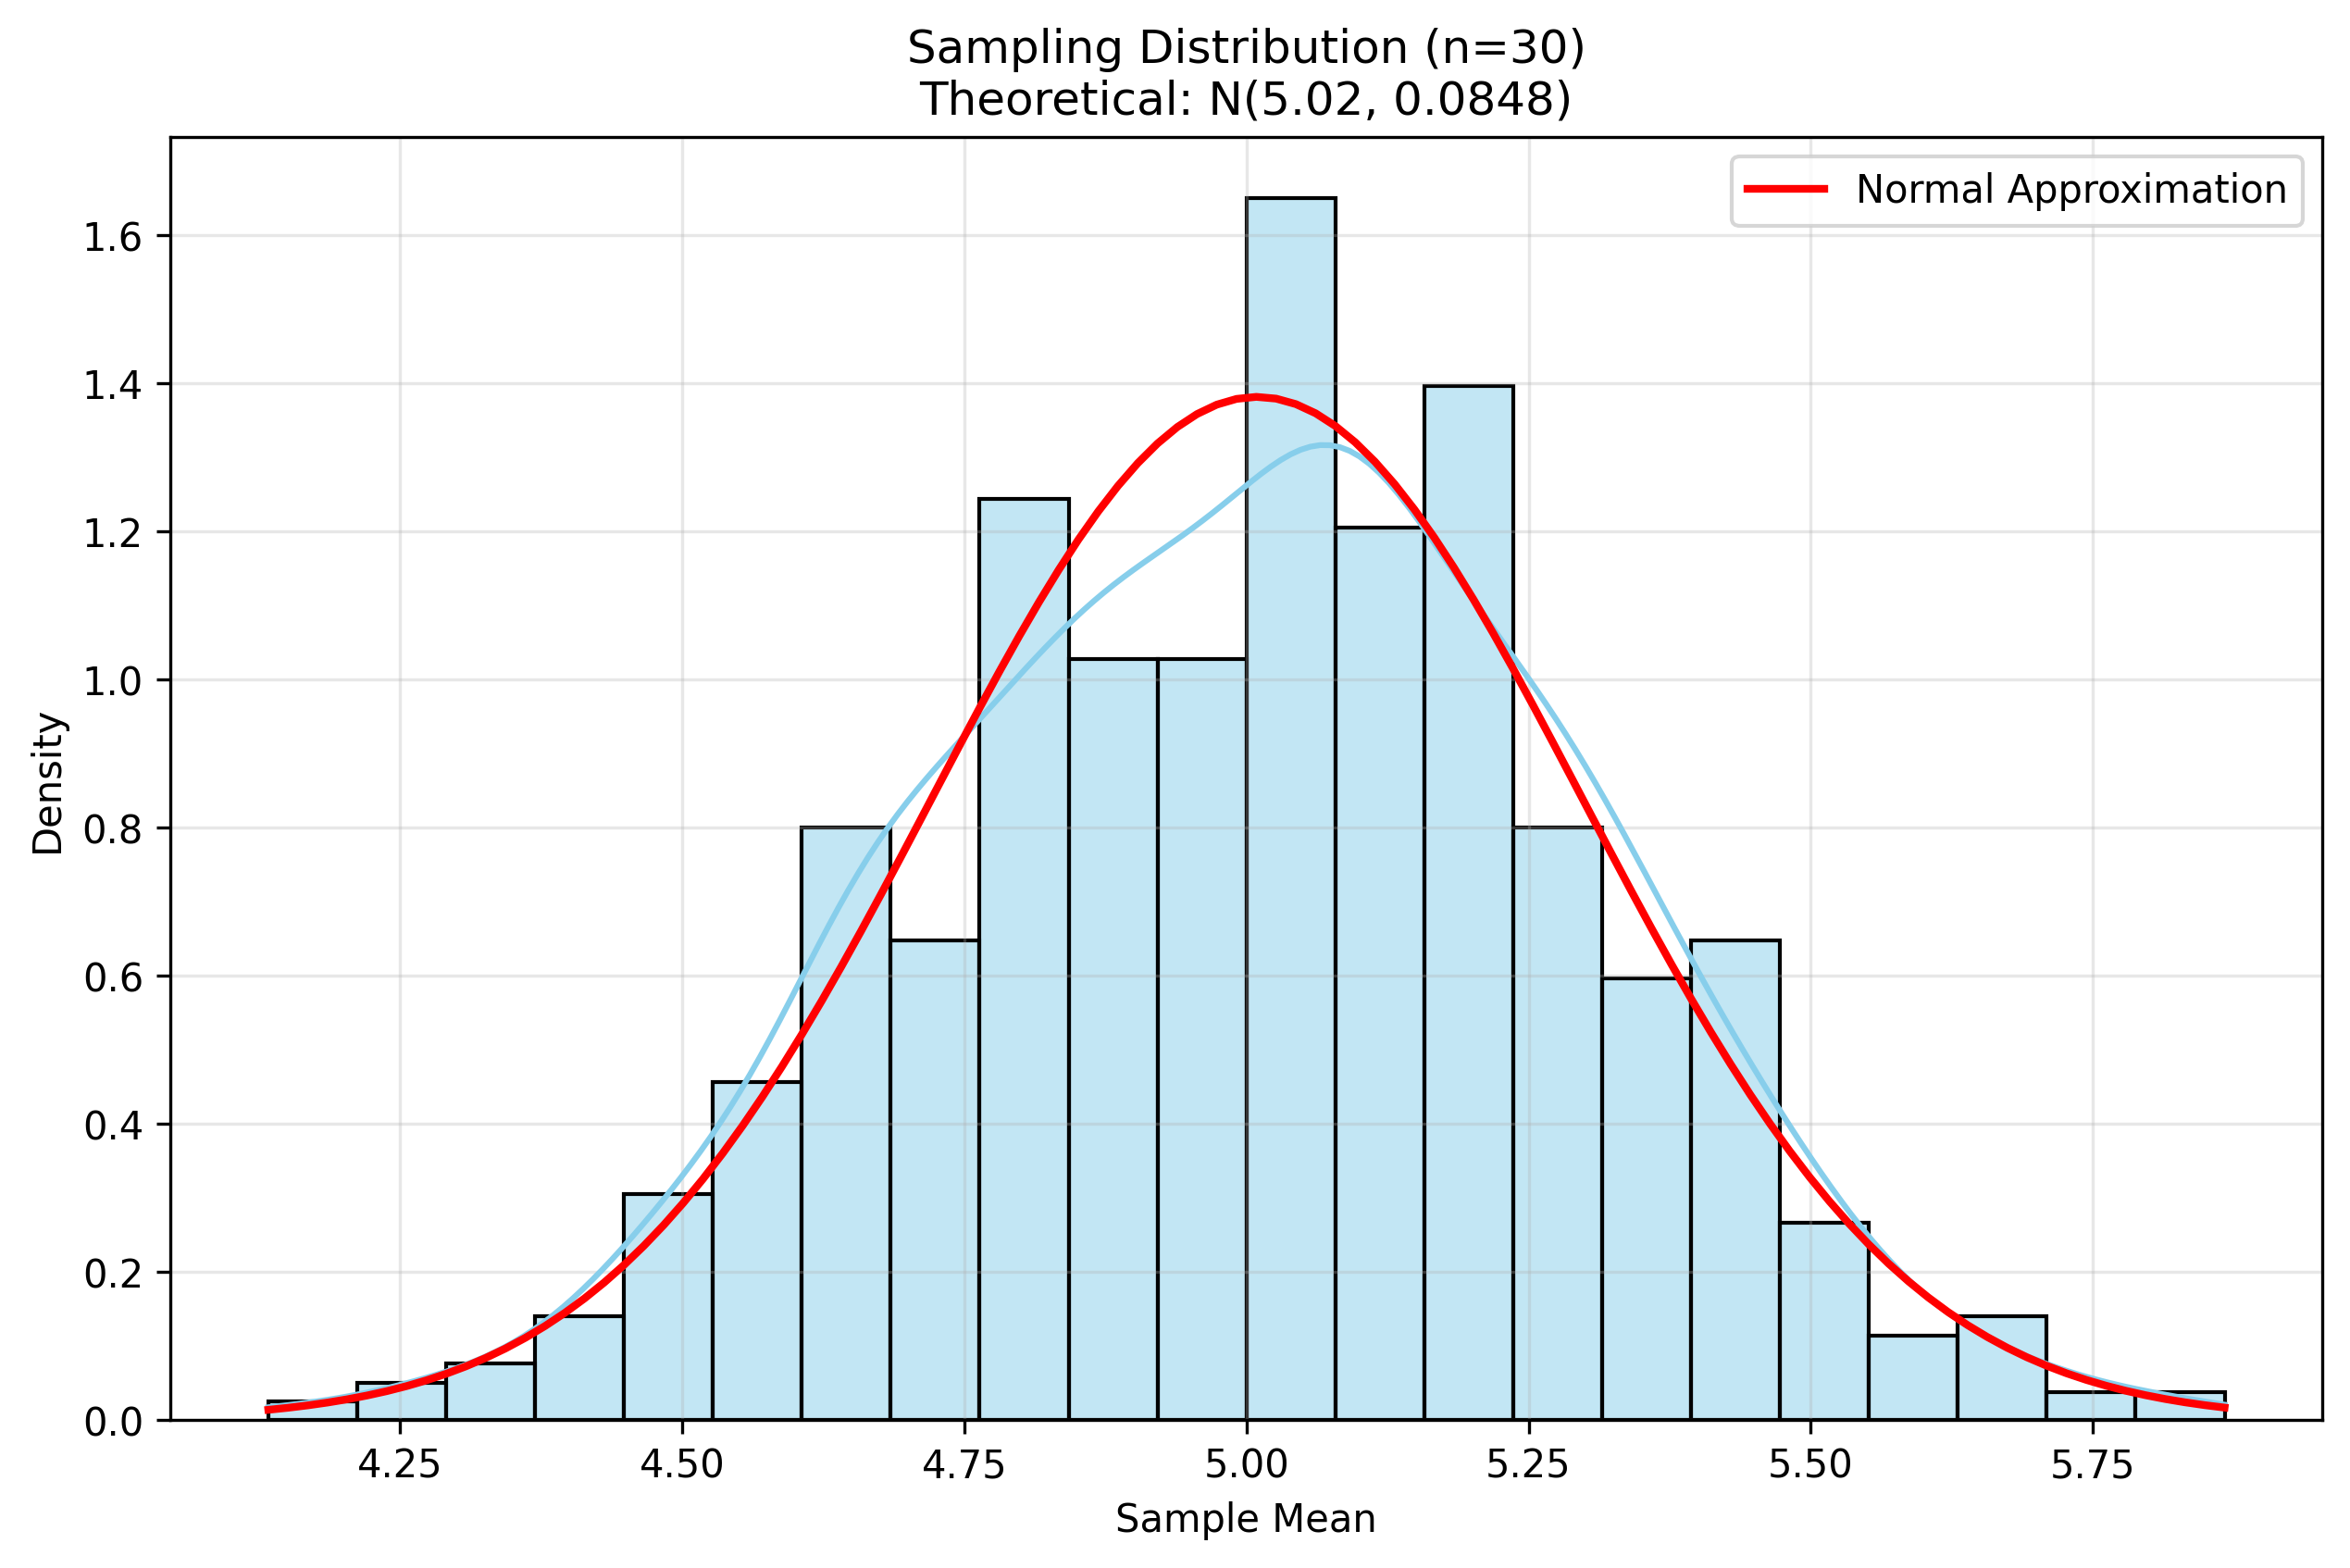 Sampling Distribution (n=30)
Theoretical: N(5.02, 0.0848)
Normal Approximation
Density
1.6
1.4
1.2
1.0
0.8
0.6
0.4
0.2
0.0
4.25 4.50 4.75 5.00 5.25 5.50 5.75
Sample Mean